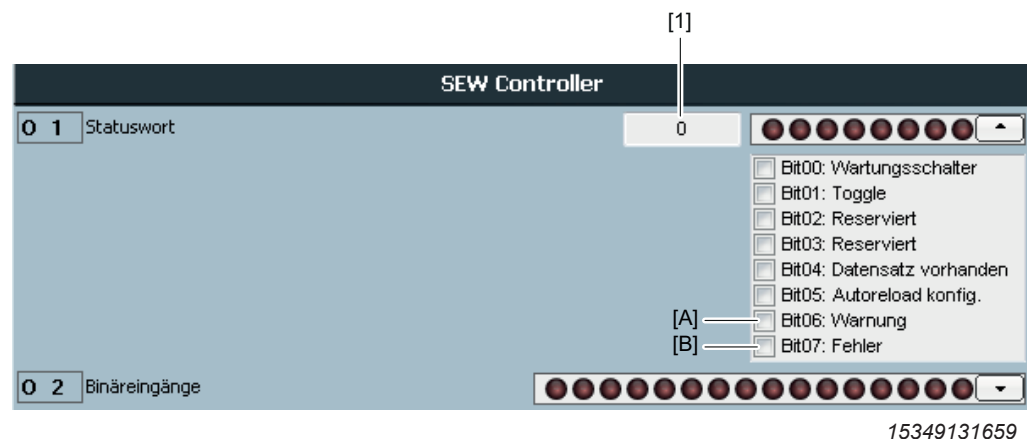 [1]
SEW Controller
0 1 Statuswort 0
Bit00: Wartungsschalter
Bit01: Toggle
Bit02: Reserviert
Bit03: Reserviert
Bit04: Datensatz vorhanden
Bit05: Autoreload konfig.
[A] Bit06: Warnung
[B] Bit07: Fehler
0 2 Binäreingänge
15349131659